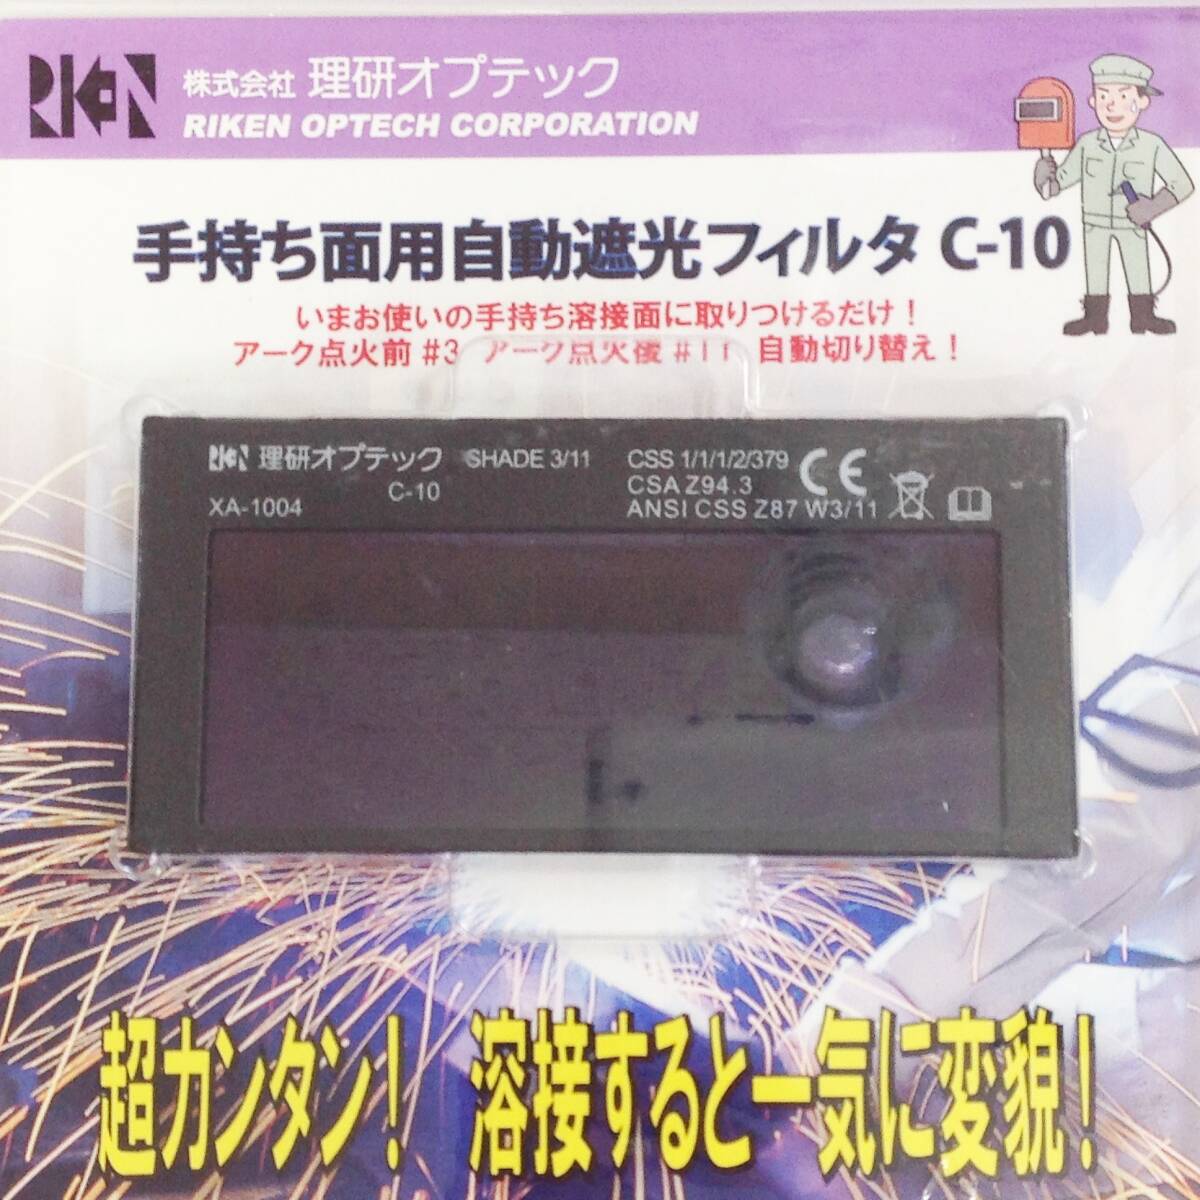 RIKEN 株式会社 理研オプテック
RIKEN OPTECH CORPORATION
手持ち面用自動遮光フィルタ C-10
いまお使いの手持ち溶接面に取りつけるだけ！
アーク点火前 #3 アーク点火後 #11 自動切り替え！
RIKEN 理研オプテック SHADE 3/11 CSS 1/1/1/2/379 CE
C-10 CSA Z94.3
XA-1004 ANSI CSS Z87 W3/11
超カンタン！ 溶接すると一気に変貌！